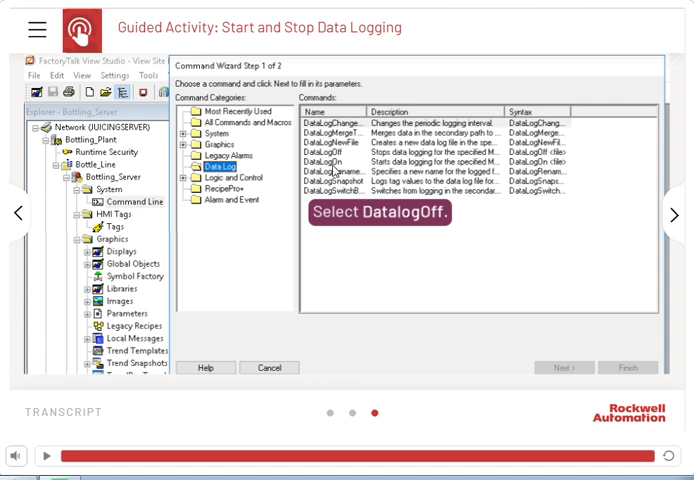 Guided Activity: Start and Stop Data Logging
FactoryTalk View Studio - View Site
File Edit View Settings Tools
Explorer - Bottling_Server
Network (JUICINGSERVER)
Bottling_Plant
Runtime Security
Bottle_Line
Bottling_Server
System
Command Line
HMI Tags
Tags
Graphics
Displays
Global Objects
Symbol Factory
Libraries
Images
Parameters
Legacy Recipes
Local Messages
Trend Templates
Trend Snapshots
Command Wizard Step 1 of 2
Choose a command and click Next to fill in its parameters.
Command Categories:
Most Recently Used
All Commands and Macros
System
Graphics
Legacy Alarms
Data Log
Logic and Control
RecipePro+
Alarm and Event
Commands:
Name Description Syntax
DataLogChange... Changes the periodic logging interval. DataLogChang...
DataLogMergeT... Merges data in the secondary path to ... DataLogMerge...
DataLogNewFile Creates a new data log file in the spe... DataLogNewFil...
DataLogOff Stops data logging for the specified M... DataLogOff <file>
DataLogOn Starts data logging for the specified M... DataLogOn <file>
DataLogRename... Specifies a new name for the logged f... DataLogRenam...
DataLogSnapshot Logs tag values to the data log file for... DataLogSnaps...
DataLogSwitchB... Switches from logging in the secondar... DataLogSwitch...
Select DatalogOff.
Help Cancel Next > Finish
TRANSCRIPT
Rockwell
Automation